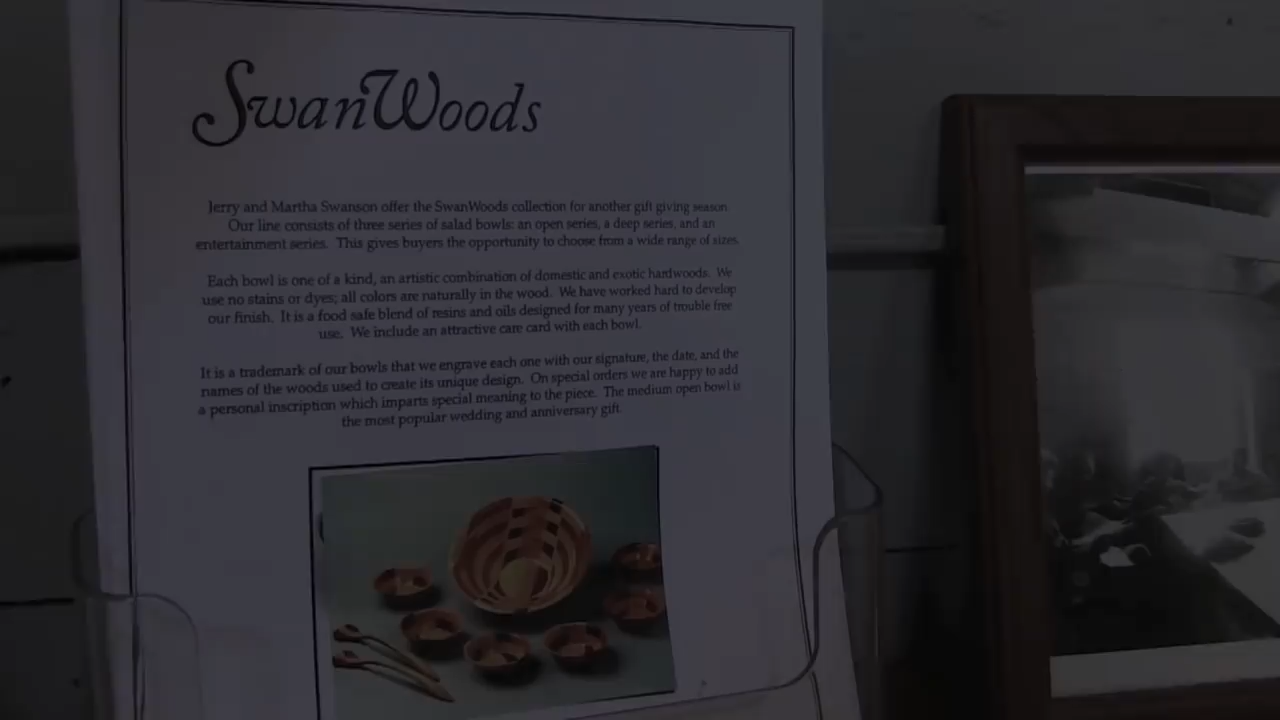 SwanWoods
Jerry and Martha Swanson offer the SwanWoods collection for another gift giving season.
Our line consists of three series of salad bowls: an open series, a deep series, and an
entertainment series. This gives buyers the opportunity to choose from a wide range of sizes.
Each bowl is one of a kind, an artistic combination of domestic and exotic hardwoods. We
use no stains or dyes; all colors are naturally in the wood. We have worked hard to develop
our finish. It is a food safe blend of resins and oils designed for many years of trouble free
use. We include an attractive care card with each bowl.
It is a trademark of our bowls that we engrave each one with our signature, the date, and the
names of the woods used to create its unique design. On special orders we are happy to add
a personal inscription which imparts special meaning to the piece. The medium open bowl is
the most popular wedding and anniversary gift.